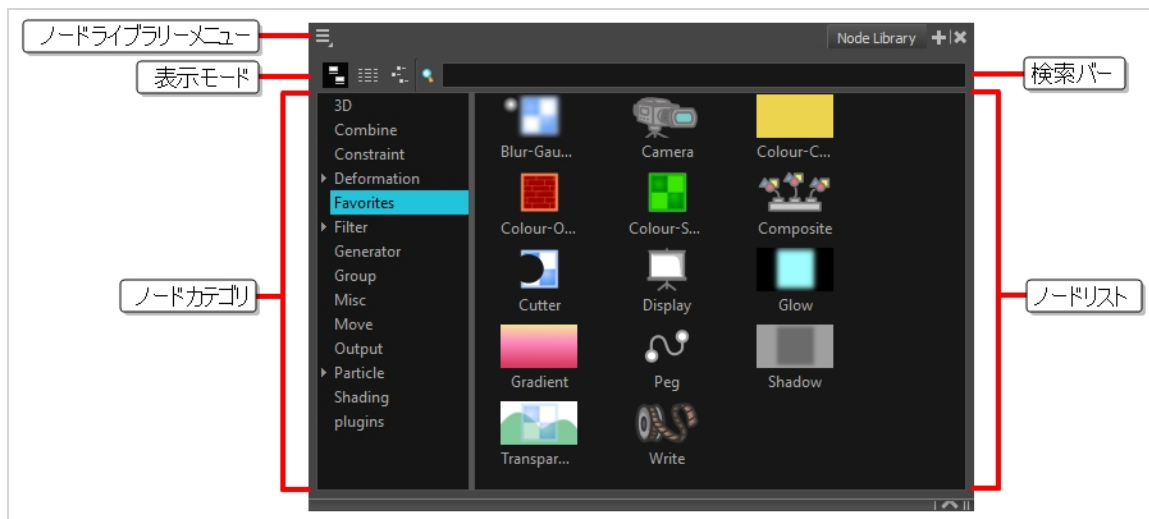 ノードライブラリーメニュー
Node Library
表示モード
検索バー
3D
Combine
Constraint
Deformation
Favorites
Filter
Generator
Group
Misc
Move
Output
Particle
Shading
plugins
Blur-Gau...
Camera
Colour-C...
Colour-O...
Colour-S...
Composite
Cutter
Display
Glow
Gradient
Peg
Shadow
Transpar...
Write
ノードカテゴリ
ノードリスト